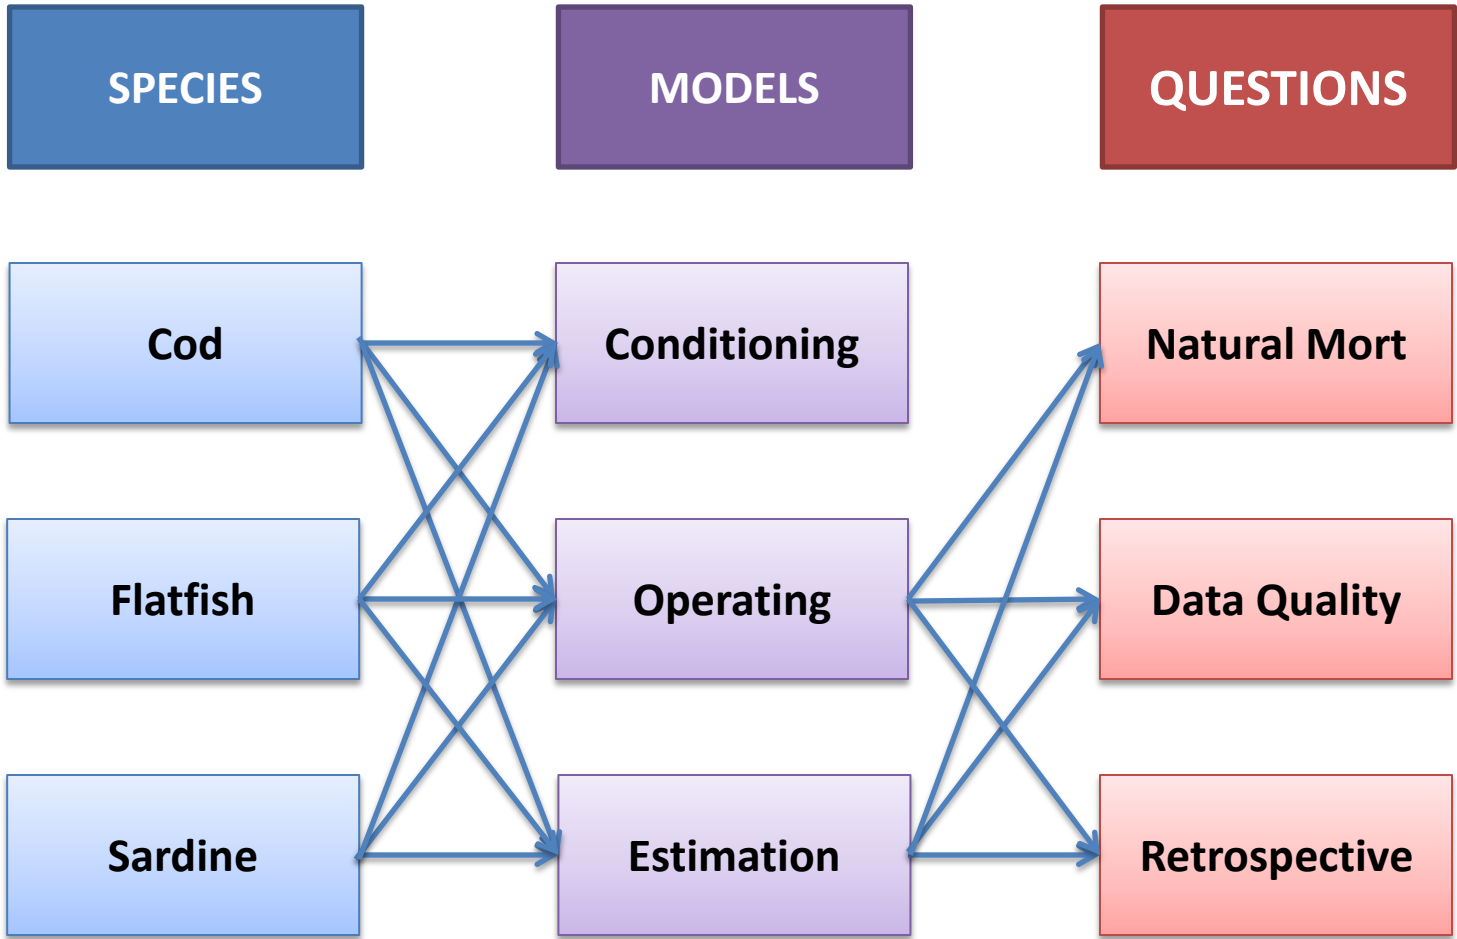 SPECIES
MODELS
QUESTIONS
Cod
Conditioning
Natural Mort
Flatfish
Operating
Data Quality
Sardine
Estimation
Retrospective